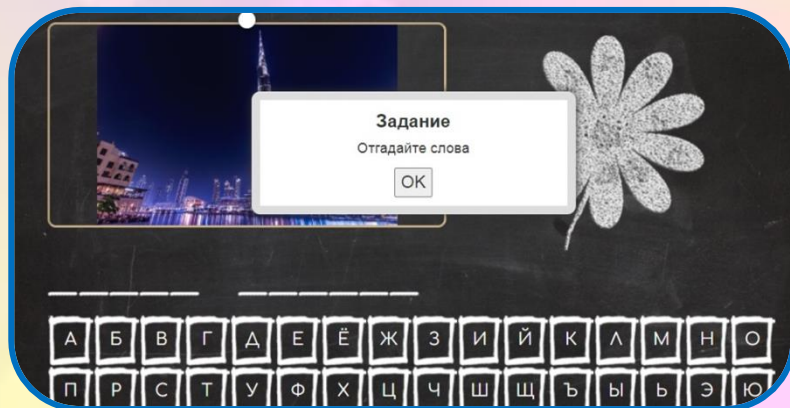 Задание
Отгадайте слова
OK
А Б В Г Д Е Ё Ж З И Й К Л М Н О
П Р С Т У Ф Х Ц Ч Ш Щ Ъ Ы Ь Э Ю